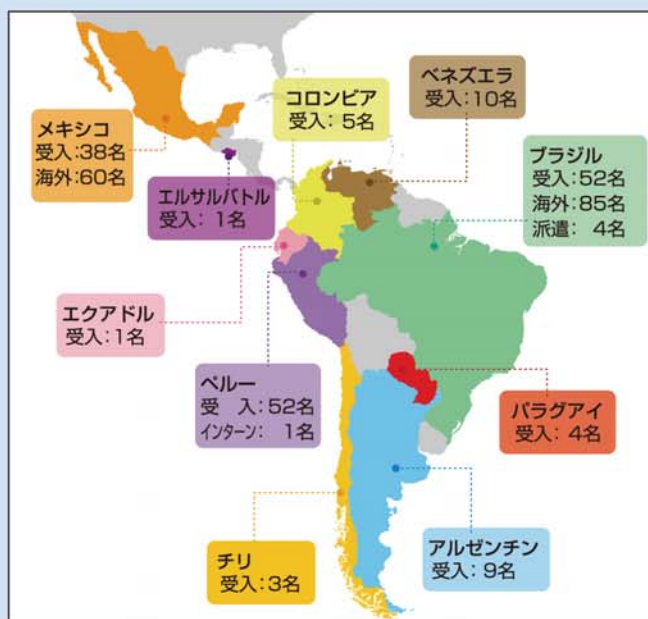 メキシコ
受入:38名
海外:60名
コロンビア
受入: 5名
ベネズエラ
受入:10名
ブラジル
受入:52名
海外:85名
派遣: 4名
エルサルバトル
受入: 1名
エクアドル
受入:1名
ペルー
受 入:52名
インターン: 1名
パラグアイ
受入: 4名
チリ
受入:3名
アルゼンチン
受入:9名